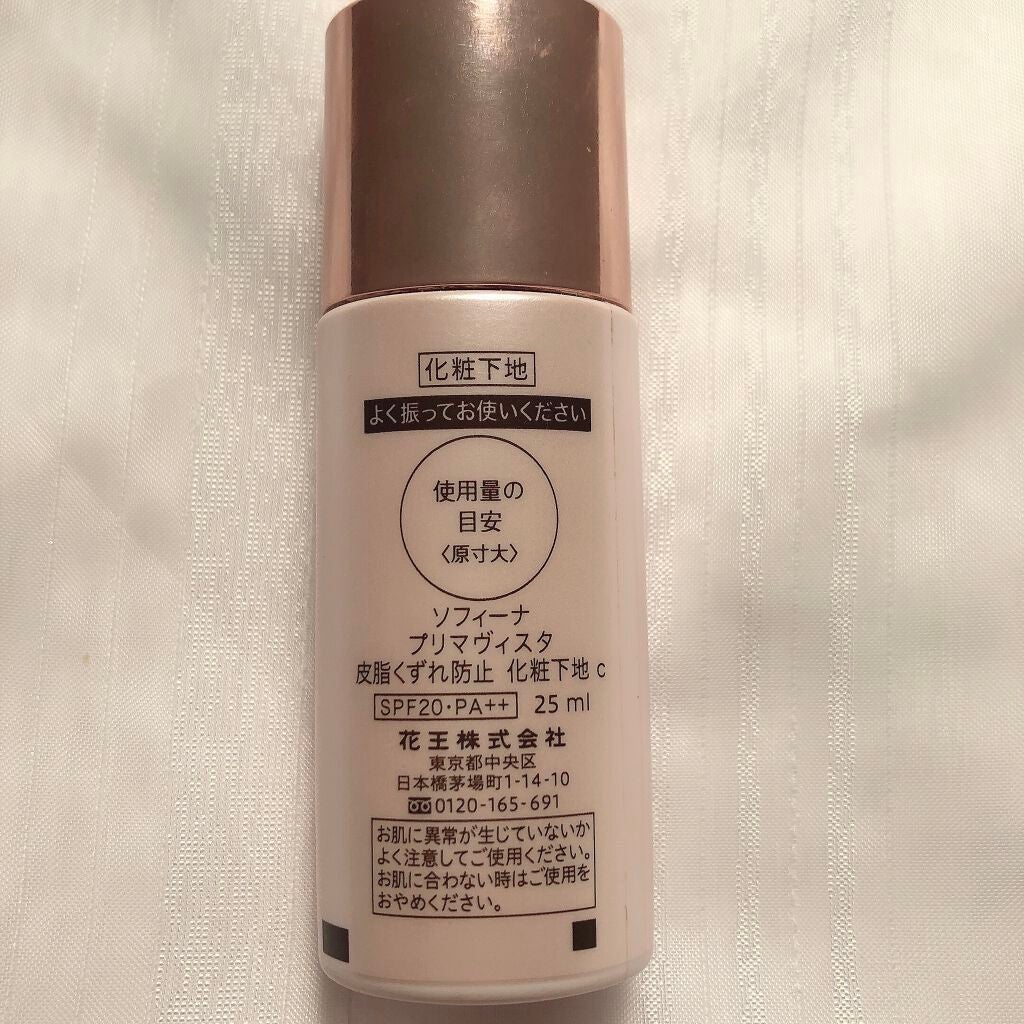 化粧下地
よく振ってお使いください
使用量の
目安
〈原寸大〉
ソフィーナ
プリマヴィスタ
皮脂くずれ防止 化粧下地 c
SPF20・PA++ 25 ml
花王株式会社
東京都中央区
日本橋茅場町1-14-10
0120-165-691
お肌に異常が生じていないか
よく注意してご使用ください。
お肌に合わない時はご使用を
おやめください。